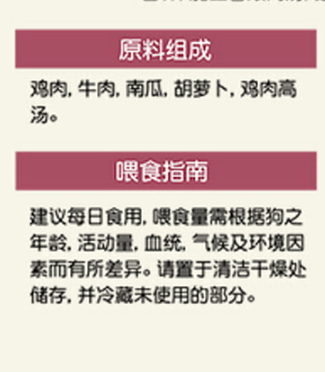 原料组成
鸡肉, 牛肉, 南瓜, 胡萝卜, 鸡肉高
汤。
喂食指南
建议每日食用, 喂食量需根据狗之
年龄, 活动量, 血统, 气候及环境因
素而有所差异。请置于清洁干燥处
储存, 并冷藏未使用的部分。